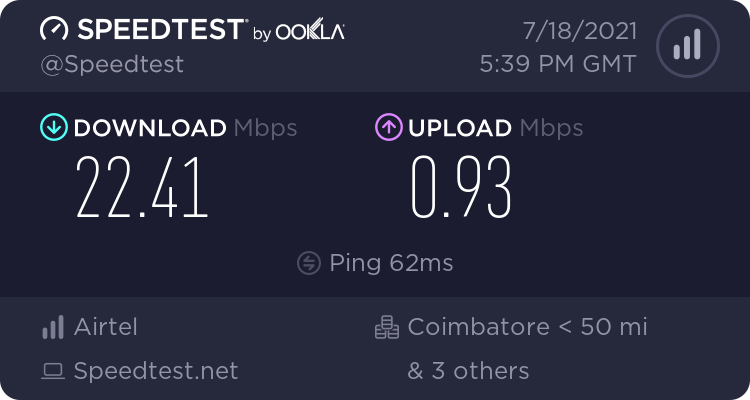 SPEEDTEST® by OOKLA®
7/18/2021
@Speedtest
5:39 PM GMT
DOWNLOAD Mbps
22.41
UPLOAD Mbps
0.93
Ping 62ms
Airtel
Coimbatore < 50 mi
Speedtest.net
& 3 others